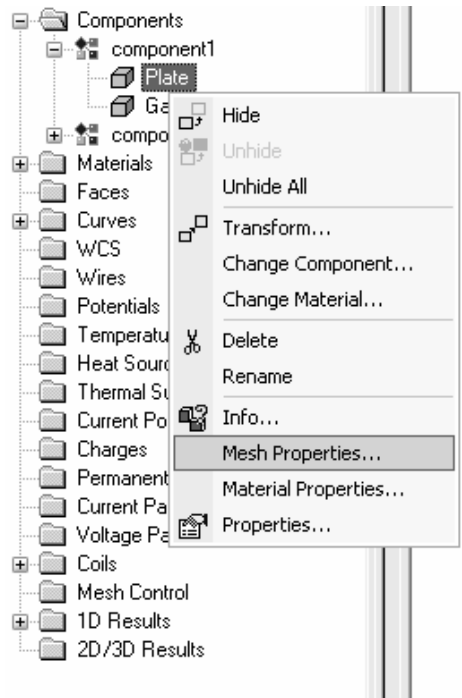 Components
component1
Plate
Ga
compo
Materials
Faces
Curves
WCS
Wires
Potentials
Temperatu
Heat Sour
Thermal Su
Current Po
Charges
Permanent
Current Pa
Voltage Pa
Coils
Mesh Control
1D Results
2D/3D Results
Hide
Unhide
Unhide All
Transform...
Change Component...
Change Material...
Delete
Rename
Info...
Mesh Properties...
Material Properties...
Properties...